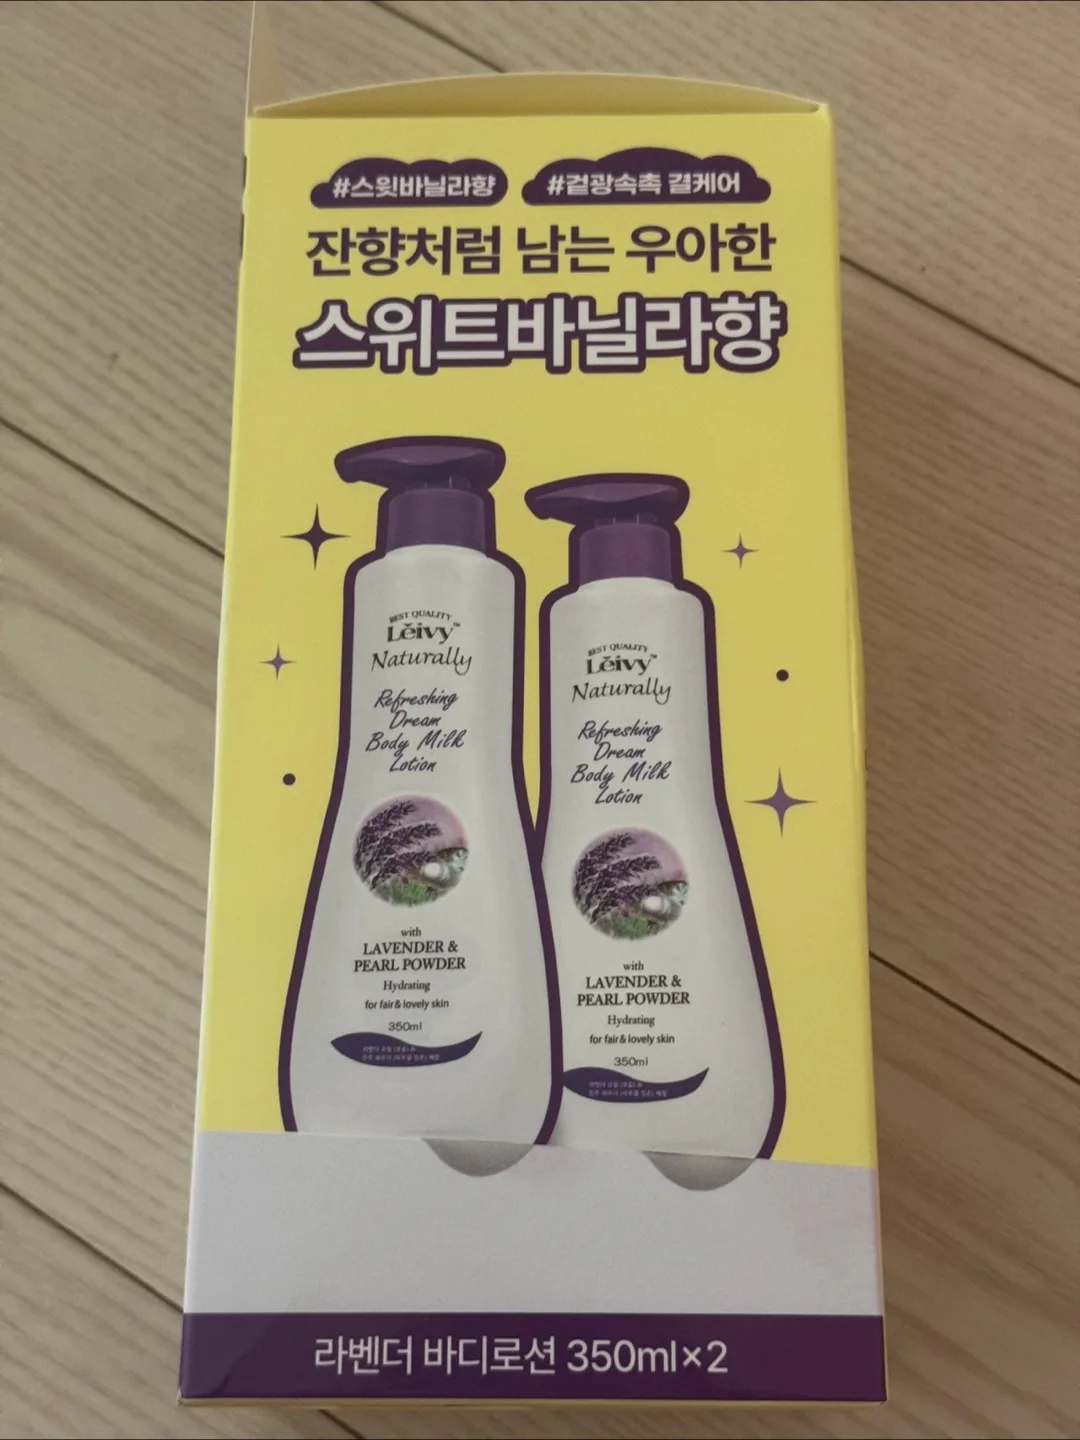 #스윗바닐라향 #겉광속촉 결케어
잔향처럼 남는 우아한
스위트바닐라향
BEST QUALITY
Leivy™
Naturally
Refreshing
Dream
Body Milk
Lotion
with
LAVENDER &
PEARL POWDER
Hydrating
for fair & lovely skin
350ml
BEST QUALITY
Leivy™
Naturally
Refreshing
Dream
Body Milk
Lotion
with
LAVENDER &
PEARL POWDER
Hydrating
for fair & lovely skin
350ml
라벤더 바디로션 350ml×2